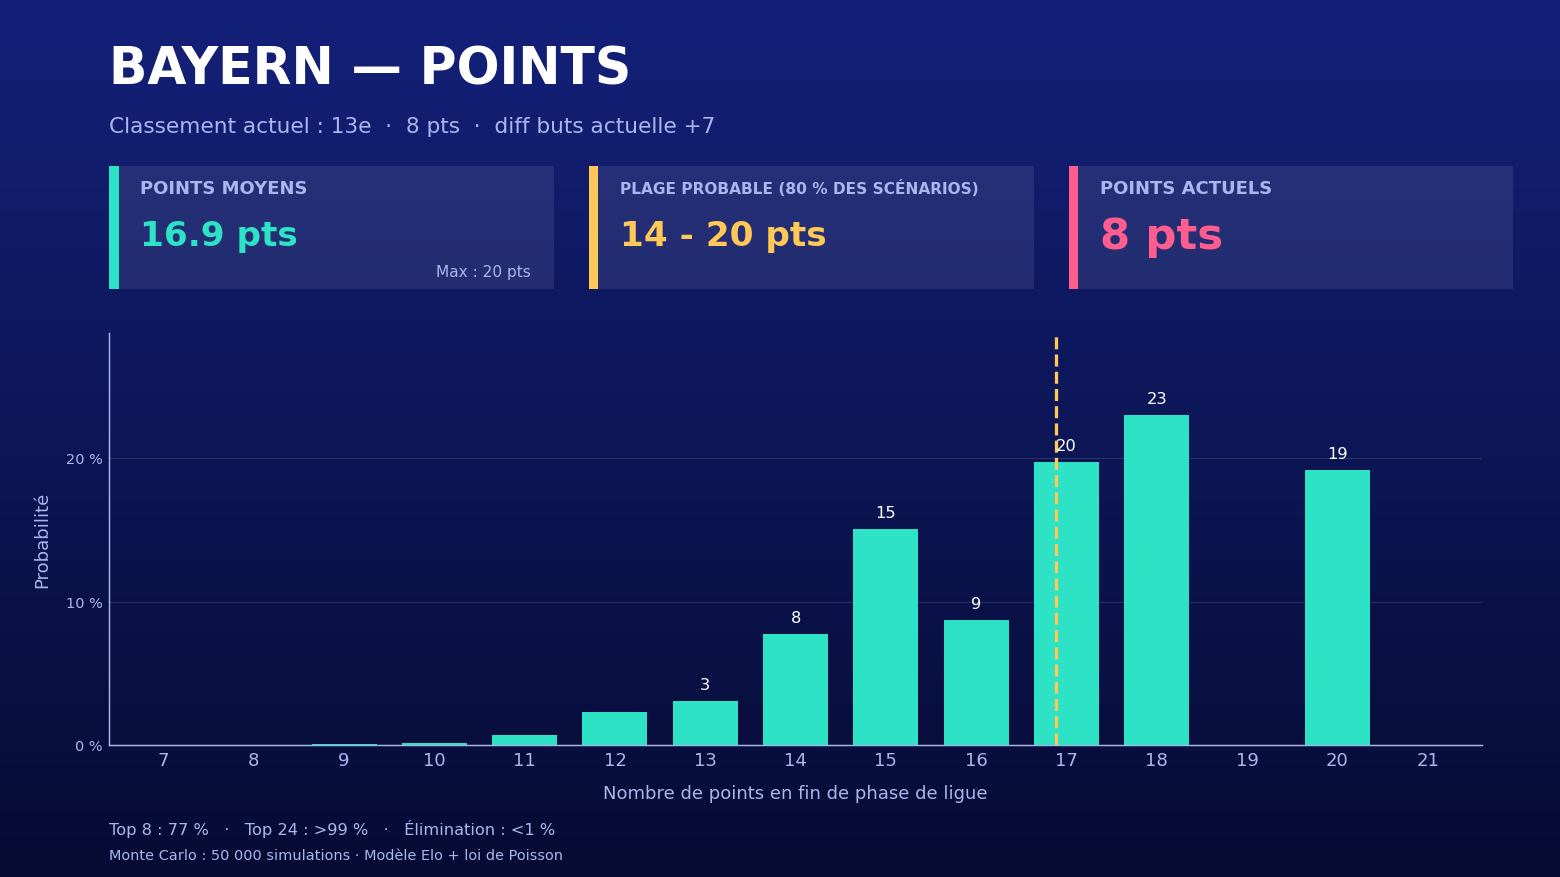 BAYERN — POINTS
Classement actuel : 13e · 8 pts · diff buts actuelle +7
POINTS MOYENS
16.9 pts
Max : 20 pts
PLAGE PROBABLE (80 % DES SCÉNARIOS)
14 - 20 pts
POINTS ACTUELS
8 pts
Probabilité
20 %
10 %
0 %
3
8
15
9
20
23
19
7 8 9 10 11 12 13 14 15 16 17 18 19 20 21
Nombre de points en fin de phase de ligue
Top 8 : 77 % · Top 24 : >99 % · Élimination : <1 %
Monte Carlo : 50 000 simulations · Modèle Elo + loi de Poisson